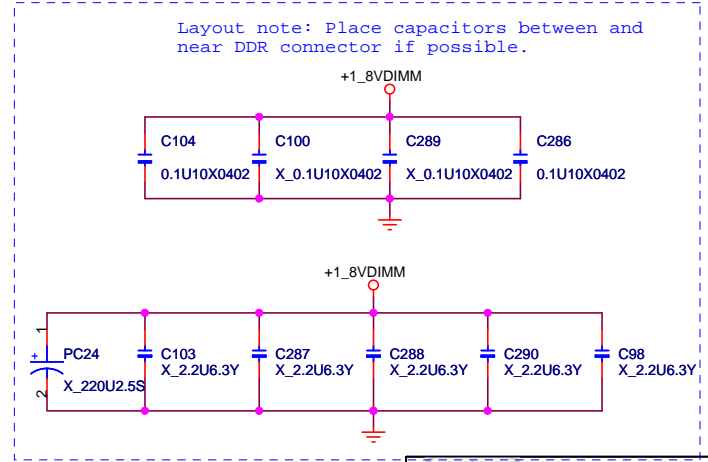 Layout note: Place capacitors between and
near DDR connector if possible.
+1_8VDIMM
C104 C100 C289 C286
0.1U10X0402 X_0.1U10X0402 X_0.1U10X0402 0.1U10X0402
+1_8VDIMM
1
+ PC24 C103 C287 C288 C290 C98
X_2.2U6.3Y X_2.2U6.3Y X_2.2U6.3Y X_2.2U6.3Y X_2.2U6.3Y
X_220U2.5S
2